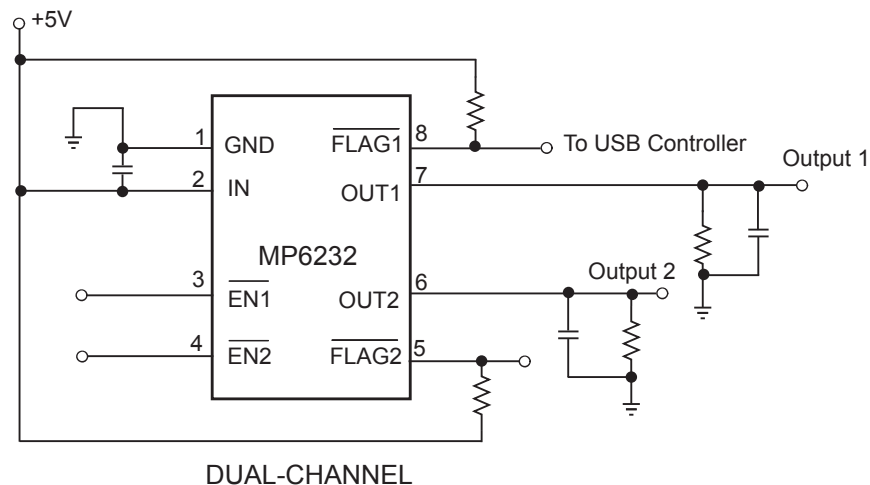 +5V
1
GND
FLAG1
8
To USB Controller
2
IN
OUT1
7
Output 1
MP6232
3
EN1
OUT2
6
Output 2
4
EN2
FLAG2
5
DUAL-CHANNEL